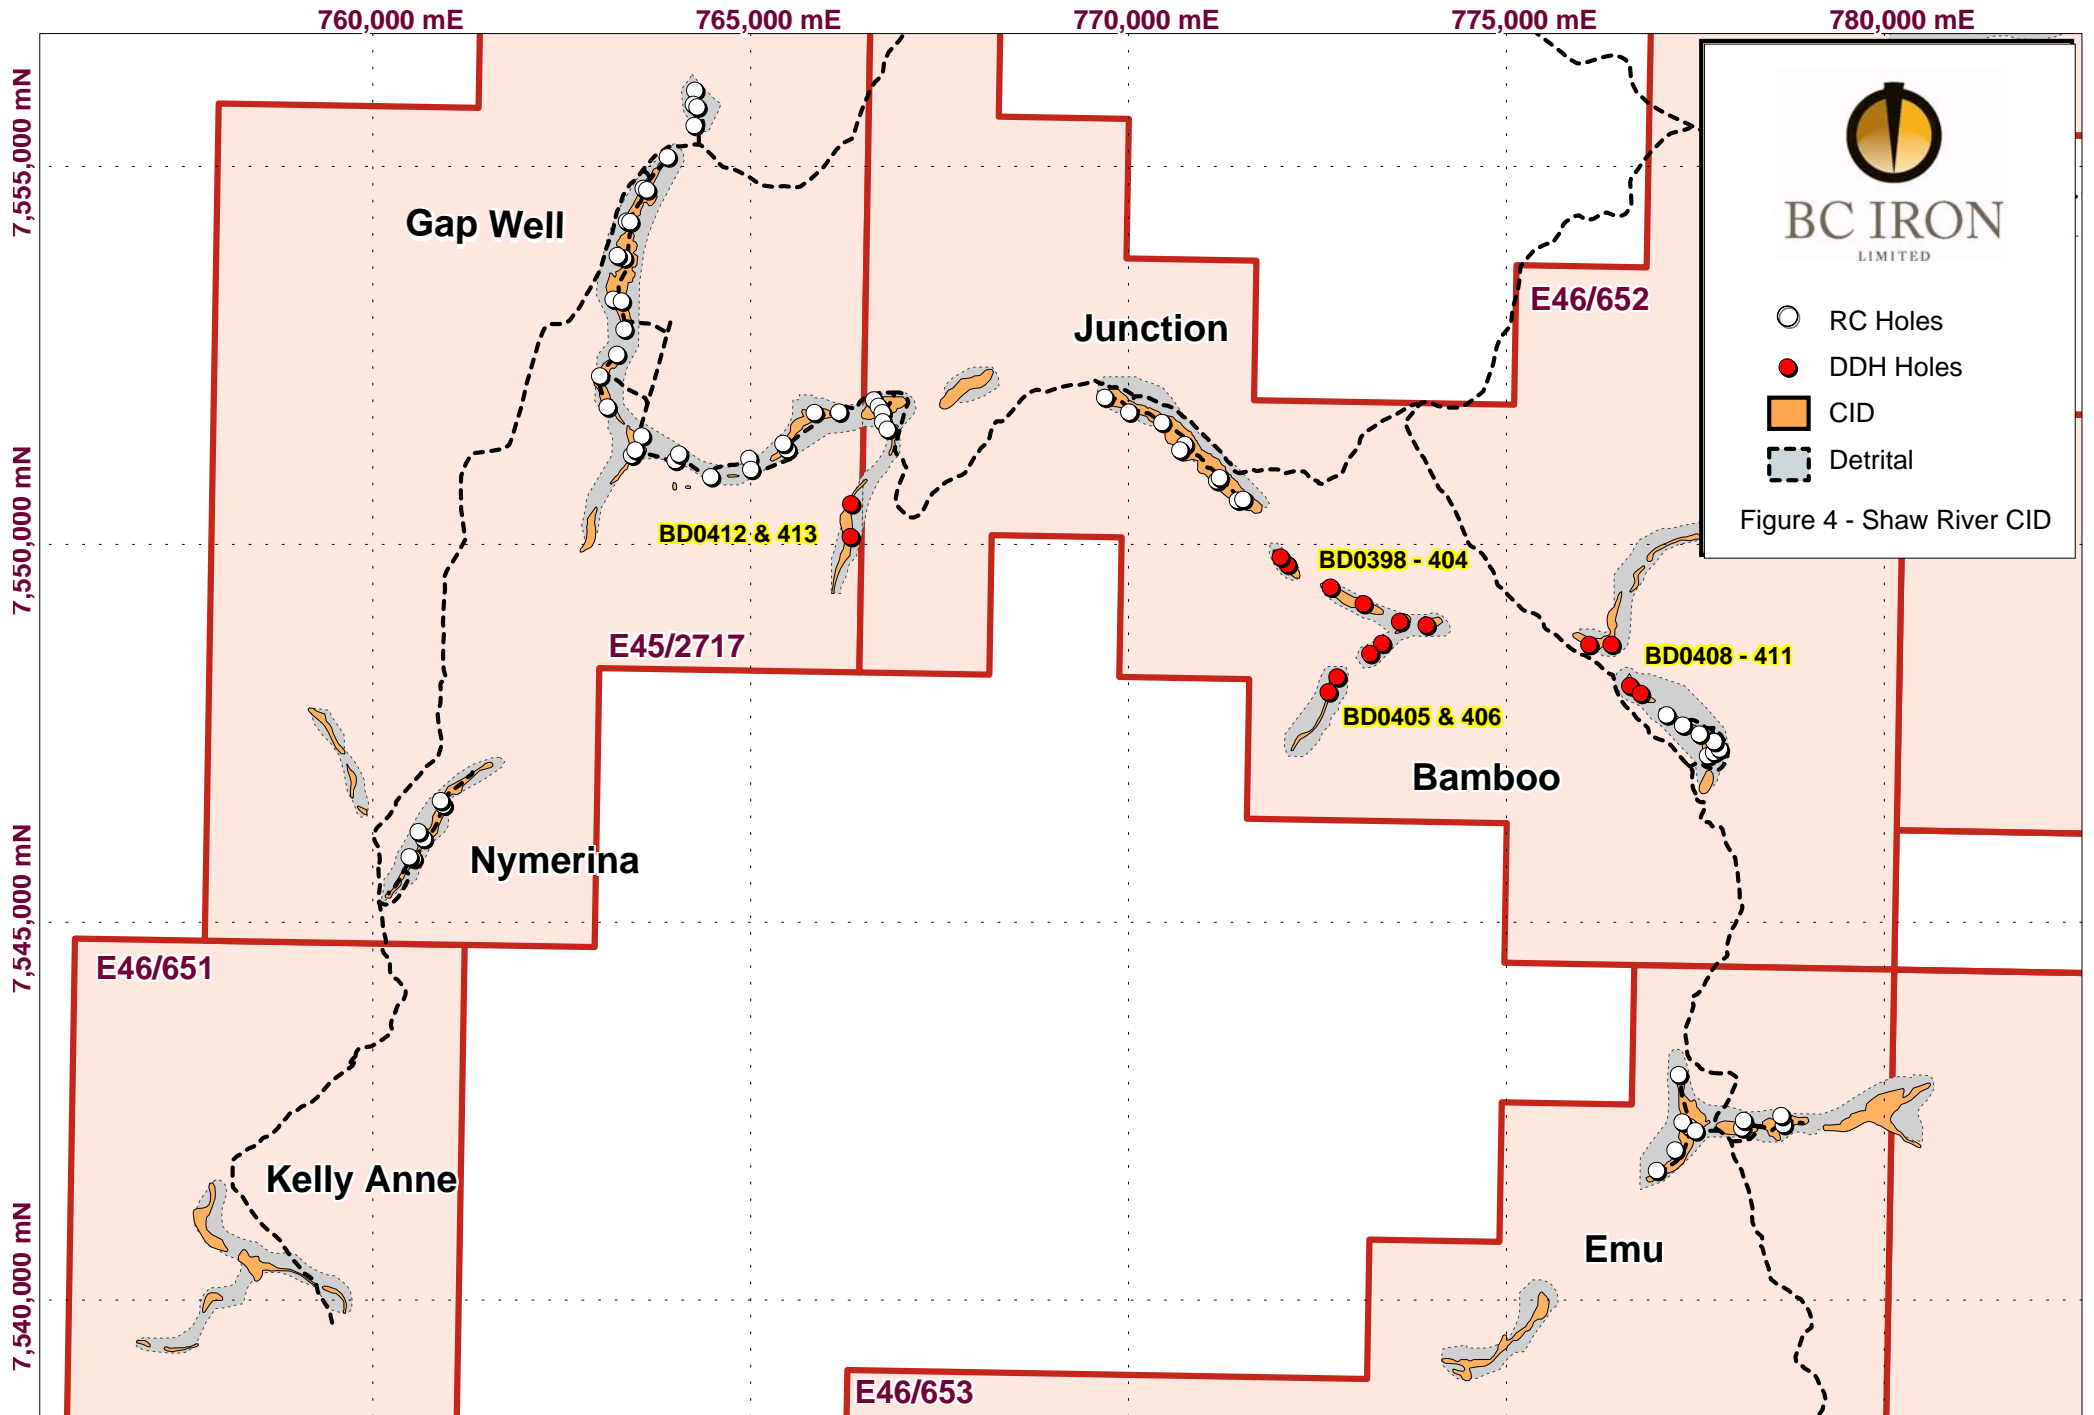 760,000 mE
765,000 mE
770,000 mE
775,000 mE
780,000 mE
7,555,000 mN
7,550,000 mN
7,545,000 mN
7,540,000 mN
BC IRON
LIMITED
RC Holes
DDH Holes
CID
Detrital
Figure 4 - Shaw River CID
Gap Well
Junction
E46/652
BD0412 & 413
BD0398 - 404
E45/2717
BD0408 - 411
BD0405 & 406
Bamboo
Nymerina
E46/651
Kelly Anne
Emu
E46/653